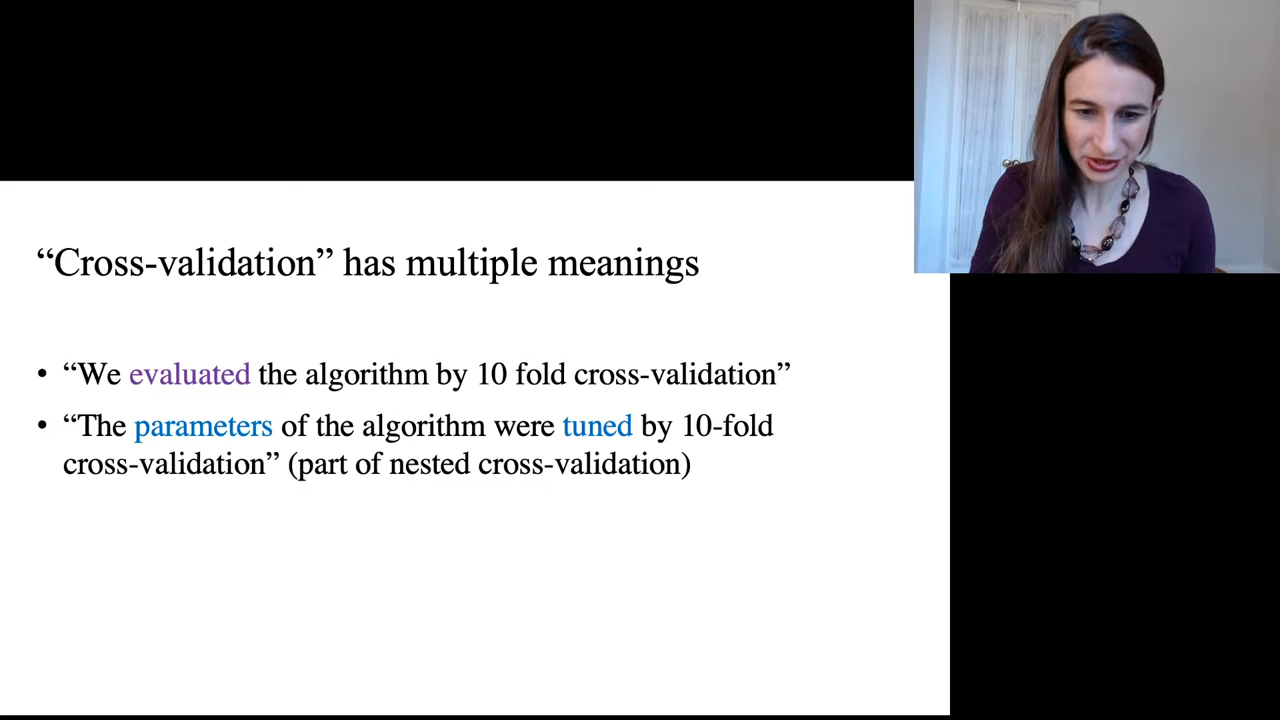 “Cross-validation” has multiple meanings
• “We evaluated the algorithm by 10 fold cross-validation”
• “The parameters of the algorithm were tuned by 10-fold
cross-validation” (part of nested cross-validation)